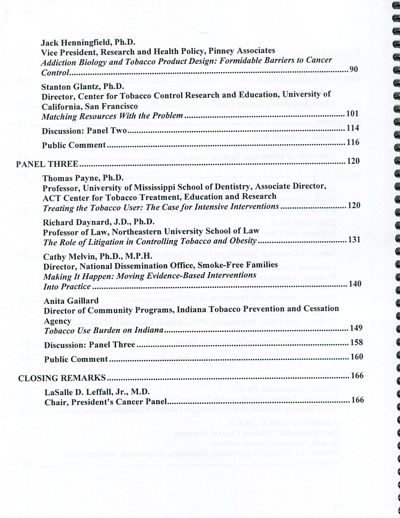 Jack Henningfield, Ph.D.
Vice President, Research and Health Policy, Pinney Associates
Addiction Biology and Tobacco Product Design: Formidable Barriers to Cancer
Control..........90
Stanton Glantz, Ph.D.
Director, Center for Tobacco Control Research and Education, University of
California, San Francisco
Matching Resources With the Problem..........101
Discussion: Panel Two..........114
Public Comment..........116
PANEL THREE..........120
Thomas Payne, Ph.D.
Professor, University of Mississippi School of Dentistry, Associate Director,
ACT Center for Tobacco Treatment, Education and Research
Treating the Tobacco User: The Case for Intensive Interventions..........120
Richard Daynard, J.D., Ph.D.
Professor of Law, Northeastern University School of Law
The Role of Litigation in Controlling Tobacco and Obesity..........131
Cathy Melvin, Ph.D., M.P.H.
Director, National Dissemination Office, Smoke-Free Families
Making It Happen: Moving Evidence-Based Interventions
Into Practice..........140
Anita Gaillard
Director of Community Programs, Indiana Tobacco Prevention and Cessation
Agency
Tobacco Use Burden on Indiana..........149
Discussion: Panel Three..........158
Public Comment..........160
CLOSING REMARKS..........166
LaSalle D. Leffall, Jr., M.D.
Chair, President's Cancer Panel..........166